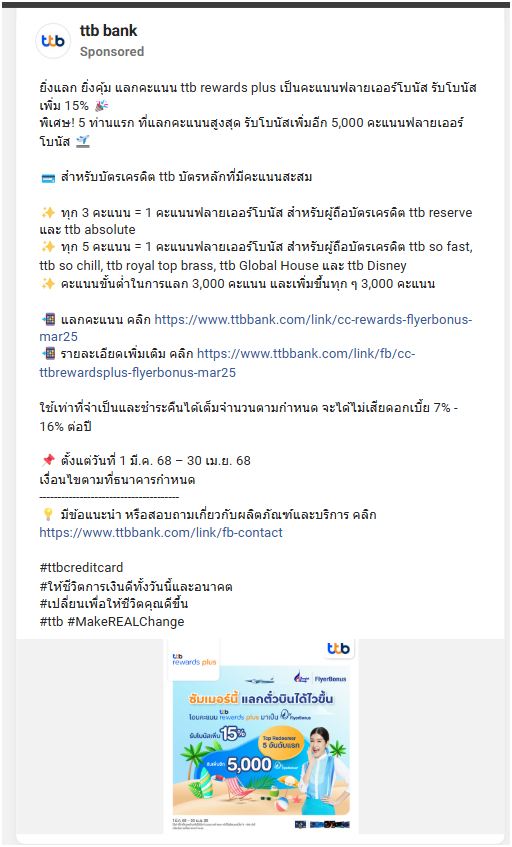 ttb
ttb bank
Sponsored
ยิ่งแลก ยิ่งคุ้ม แลกคะแนน ttb rewards plus เป็นคะแนนฟลายเออร์โบนัส รับโบนัส
เพิ่ม 15% 🎉
พิเศษ! 5 ท่านแรก ที่แลกคะแนนสูงสุด รับโบนัสเพิ่มอีก 5,000 คะแนนฟลายเออร์
โบนัส 🛫
💳 สำหรับบัตรเครดิต ttb บัตรหลักที่มีคะแนนสะสม
✨ ทุก 3 คะแนน = 1 คะแนนฟลายเออร์โบนัส สำหรับผู้ถือบัตรเครดิต ttb reserve
และ ttb absolute
✨ ทุก 5 คะแนน = 1 คะแนนฟลายเออร์โบนัส สำหรับผู้ถือบัตรเครดิต ttb so fast,
ttb so chill, ttb royal top brass, ttb Global House และ ttb Disney
✨ คะแนนขั้นต่ำในการแลก 3,000 คะแนน และเพิ่มขึ้นทุก ๆ 3,000 คะแนน
📲 แลกคะแนน คลิก https://www.ttbbank.com/link/cc-rewards-flyerbonus-
mar25
📲 รายละเอียดเพิ่มเติม คลิก https://www.ttbbank.com/link/fb/cc-
ttbrewardsplus-flyerbonus-mar25
ใช้เท่าที่จำเป็นและชำระคืนได้เต็มจำนวนตามกำหนด จะได้ไม่เสียดอกเบี้ย 7% -
16% ต่อปี
📌 ตั้งแต่วันที่ 1 มี.ค. 68 – 30 เม.ย. 68
เงื่อนไขตามที่ธนาคารกำหนด
--------------------------------------
💡 มีข้อแนะนำ หรือสอบถามเกี่ยวกับผลิตภัณฑ์และบริการ คลิก
https://www.ttbbank.com/link/fb-contact
#ttbcreditcard
#ให้ชีวิตการเงินดีทั้งวันนี้และอนาคต
#เปลี่ยนเพื่อให้ชีวิตคุณดีขึ้น
#ttb #MakeREALChange
ttb
ttb
rewards plus
FlyerBonus
ซัมเมอร์นี้ แลกตั๋วบินได้ไวขึ้น
โอนคะแนน ttb rewards plus มาเป็น FlyerBonus
รับโบนัสเพิ่ม 15%
Top Redeemer
5 อันดับแรก
รับเพิ่มอีก 5,000 FlyerBonus
1 มี.ค. 68 - 30 เม.ย. 68